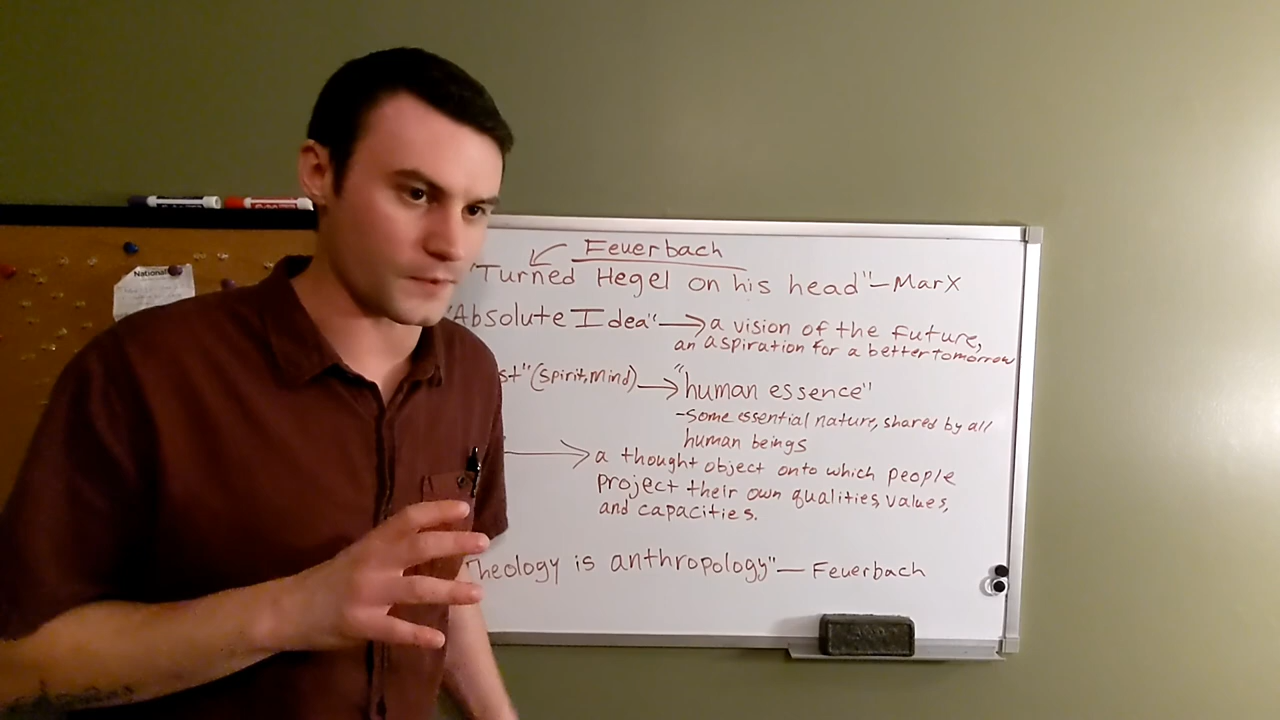 Feuerbach
"Turned Hegel on his head"-Marx
"Absolute Idea" → a vision of the future,
an aspiration for a better tomorrow
st" (spirit, mind) → "human essence"
-Some essential nature, shared by all
human beings
→ a thought object onto which people
project their own qualities, values,
and capacities.
Theology is anthropology" — Feuerbach
National